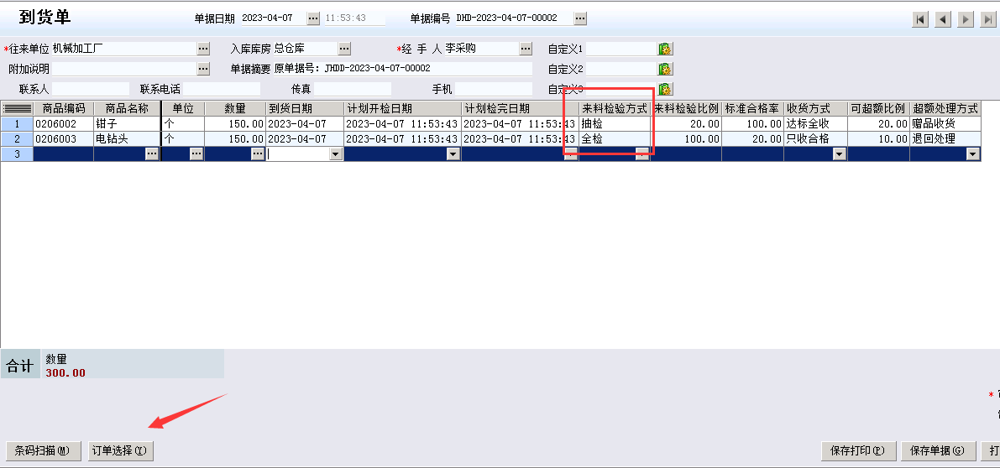 到货单 单据日期 2023-04-07 ... 11:53:43 单据编号 DHD-2023-04-07-00002 ...
*往来单位 机械加工厂 ... 入库库房 总仓库 ... *经 手 人 李采购 ... 自定义1
附加说明 ... 单据摘要 原单据号: JHDD-2023-04-07-00002 自定义2
联系人 联系电话 传真 手机 自定义3
商品编码 商品名称 单位 数量 到货日期 计划开检日期 计划检完日期 来料检验方式 来料检验比例 标准合格率 收货方式 可超额比例 超额处理方式
1 0206002 钳子 个 150.00 2023-04-07 2023-04-07 11:53:43 2023-04-07 11:53:43 抽检 20.00 100.00 达标全收 20.00 赠品收货
2 0206003 电钻头 个 150.00 2023-04-07 2023-04-07 11:53:43 2023-04-07 11:53:43 全检 100.00 20.00 只收合格 10.00 退回处理
3 ... ... ...
合计 数量
300.00
*
条码扫描(M) 订单选择(Y) 保存打印(P) 保存单据(G) 打